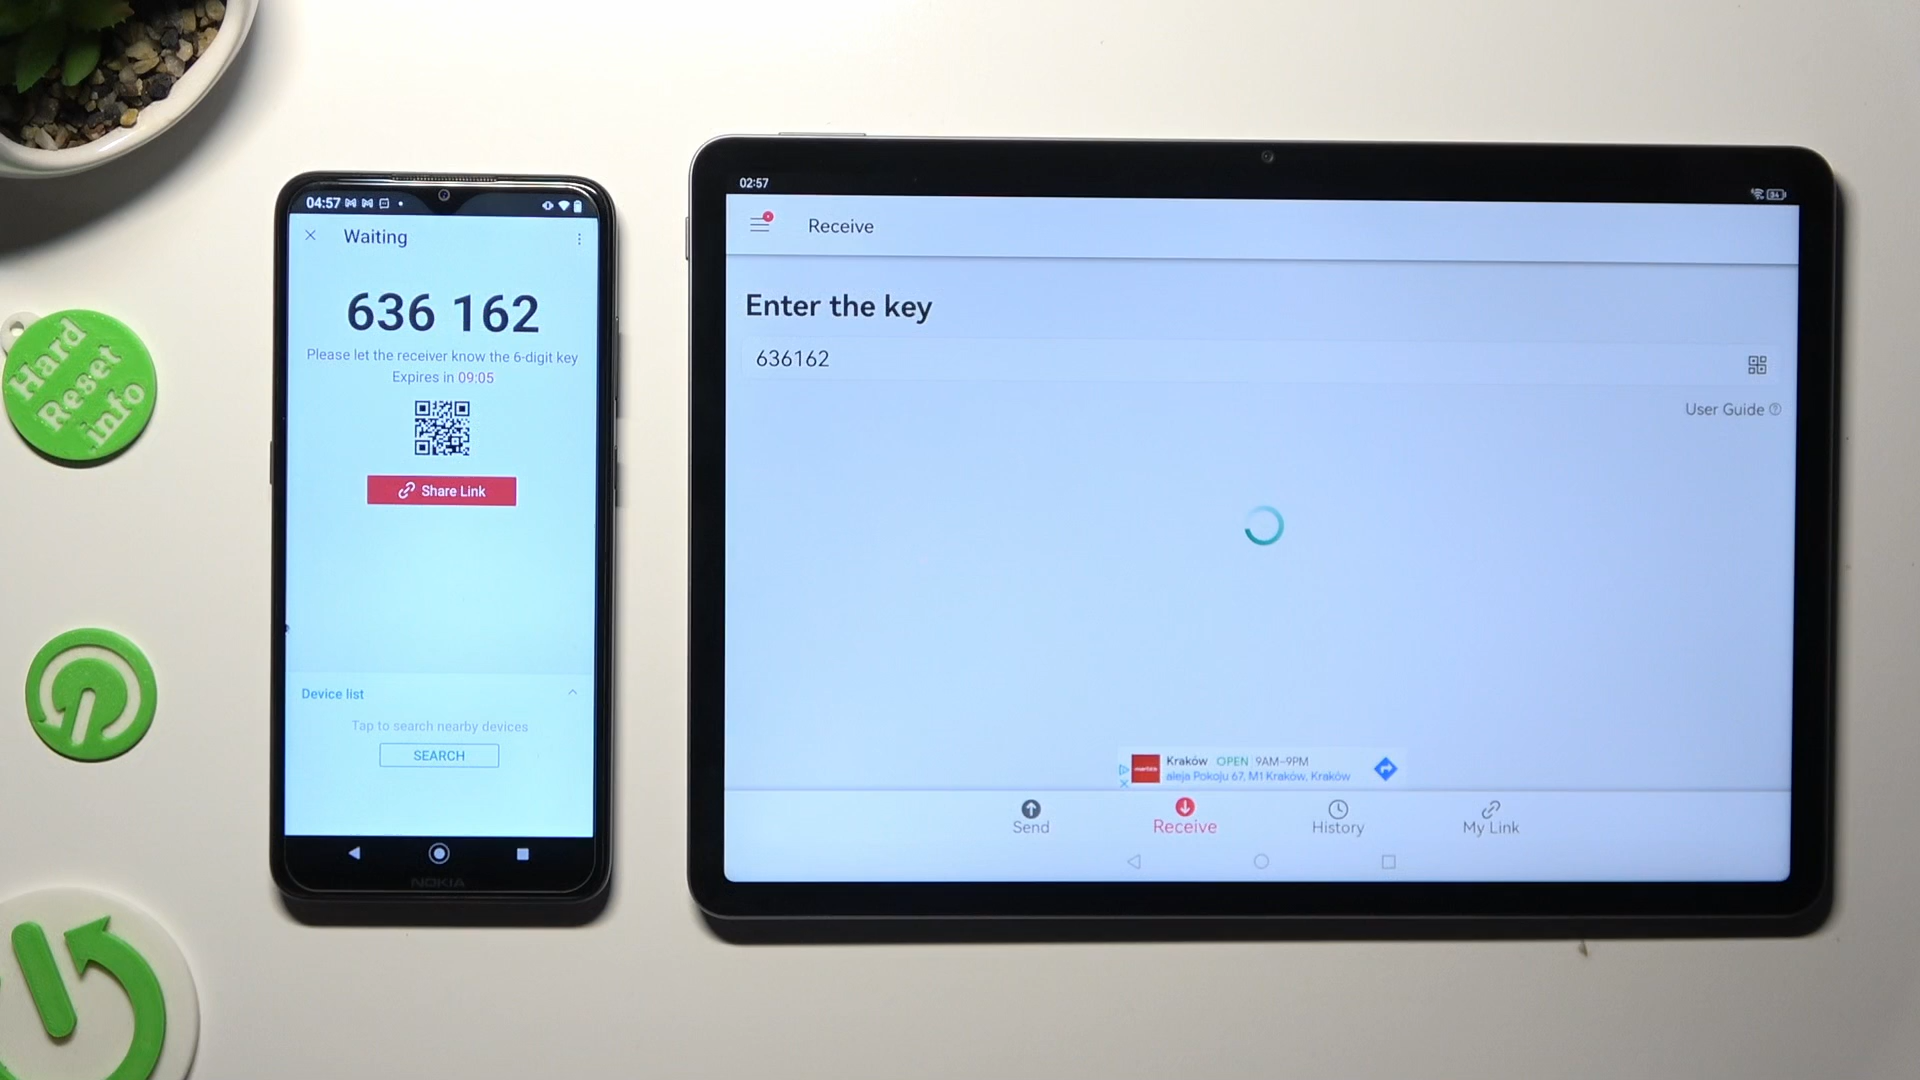 Hard
Reset
info
04:57
Waiting
636 162
Please let the receiver know the 6-digit key
Expires in 09:05
Share Link
Device list
Tap to search nearby devices
SEARCH
NOKIA
02:57
34
Receive
Enter the key
636162
User Guide
Kraków OPEN 9AM–9PM
aleja Pokoju 67, M1 Kraków, Kraków
Send
Receive
History
My Link